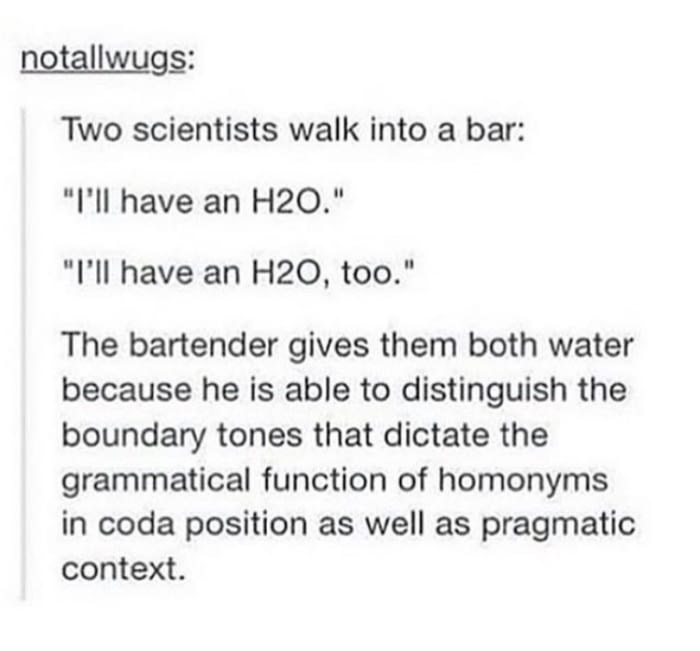 notallwugs:
Two scientists walk into a bar:
"I'll have an H2O."
"I'll have an H2O, too."
The bartender gives them both water
because he is able to distinguish the
boundary tones that dictate the
grammatical function of homonyms
in coda position as well as pragmatic
context.